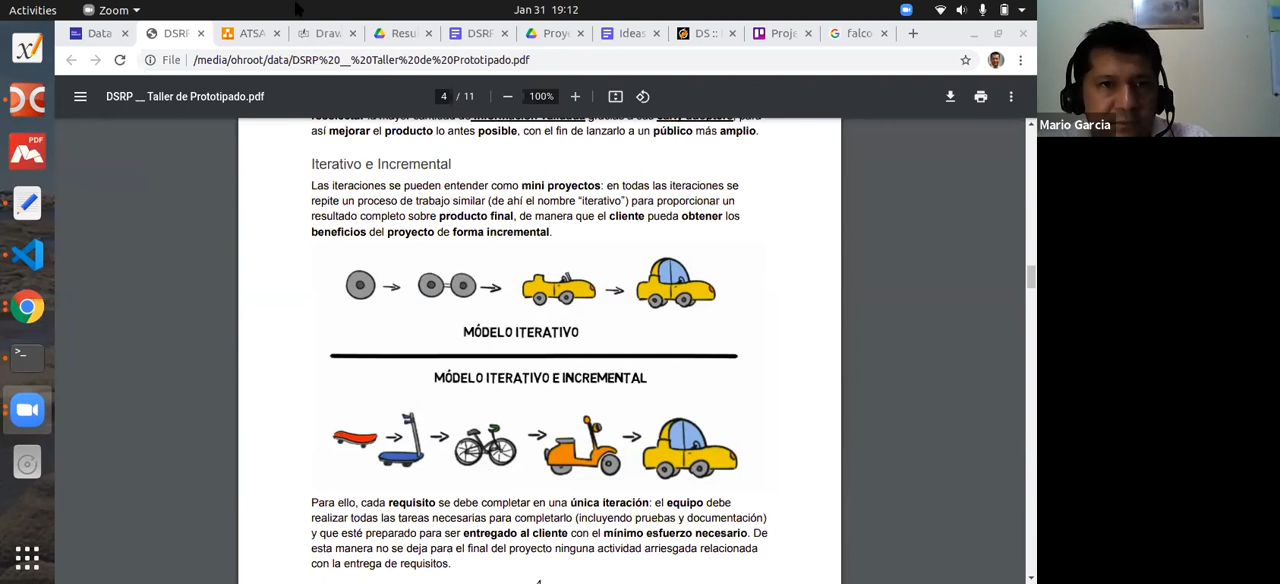 Activities
Zoom
Jan 31 19:12
Data
DSRF
ATSA
Draw
Resu
DSRF
Proye
Ideas
DS ::
Proje
falco
File /media/ohroot/data/DSRP%20__%20Taller%20de%20Prototipado.pdf
DSRP __ Taller de Prototipado.pdf
4 / 11
100%
PDF
Mario Garcia
así mejorar el producto lo antes posible, con el fin de lanzarlo a un público más amplio.
Iterativo e Incremental
Las iteraciones se pueden entender como mini proyectos: en todas las iteraciones se
repite un proceso de trabajo similar (de ahí el nombre “iterativo”) para proporcionar un
resultado completo sobre producto final, de manera que el cliente pueda obtener los
beneficios del proyecto de forma incremental.
MÓDELO ITERATIVO
MÓDELO ITERATIVO E INCREMENTAL
Para ello, cada requisito se debe completar en una única iteración: el equipo debe
realizar todas las tareas necesarias para completarlo (incluyendo pruebas y documentación)
y que esté preparado para ser entregado al cliente con el mínimo esfuerzo necesario. De
esta manera no se deja para el final del proyecto ninguna actividad arriesgada relacionada
con la entrega de requisitos.